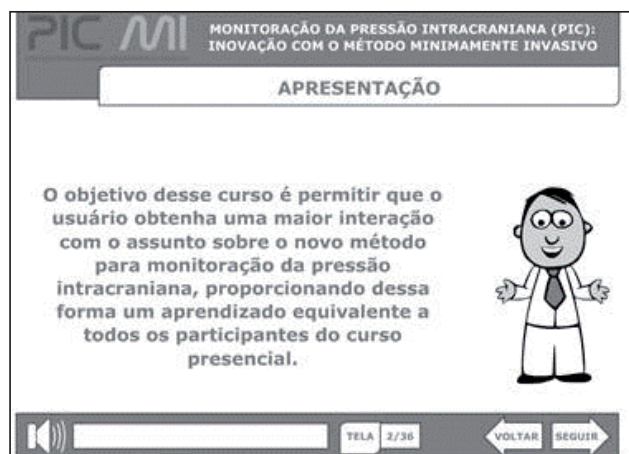 PIC MI
MONITORAÇÃO DA PRESSÃO INTRACRANIANA (PIC):
INOVAÇÃO COM O MÉTODO MINIMAMENTE INVASIVO
APRESENTAÇÃO
O objetivo desse curso é permitir que o
usuário obtenha uma maior interação
com o assunto sobre o novo método
para monitoração da pressão
intracraniana, proporcionando dessa
forma um aprendizado equivalente a
todos os participantes do curso
presencial.
TELA 2/36 VOLTAR SEGUIR